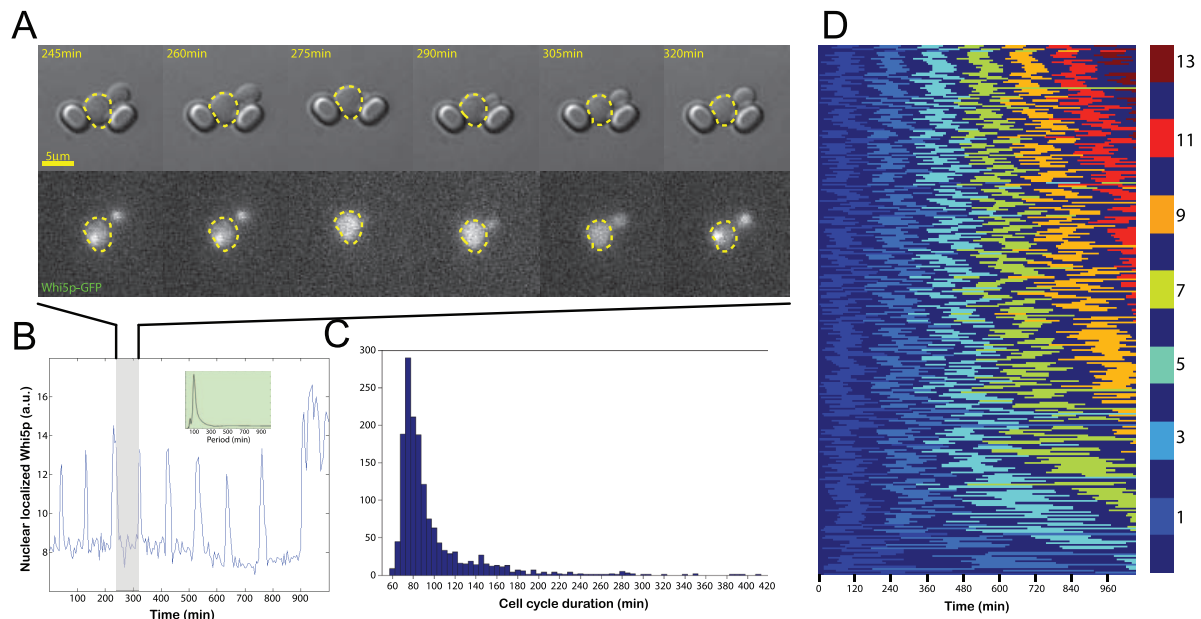 A
245min 260min 275min 290min 305min 320min
5μm
Whi5p-GFP
B
Nuclear localized Whi5p (a.u.)
16
14
12
10
8
100 300 500 700 900
Period (min)
100 200 300 400 500 600 700 800 900
Time (min)
C
300
250
200
150
100
50
0
60 80 100 120 140 160 180 200 220 240 260 280 300 320 340 360 380 400 420
Cell cycle duration (min)
D
13
11
9
7
5
3
1
0 120 240 360 480 600 720 840 960
Time (min)